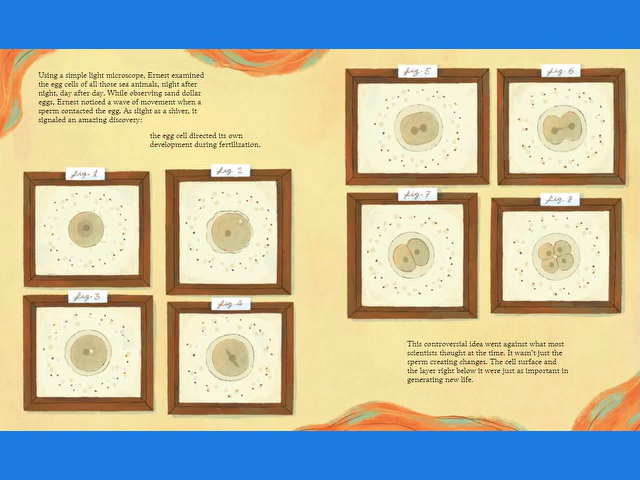 Using a simple light microscope, Ernest examined
the egg cells of all those sea animals, night after
night, day after day. While observing sand dollar
eggs, Ernest noticed a wave of movement when a
sperm contacted the egg. As slight as a shiver, it
signaled an amazing discovery:
the egg cell directed its own
development during fertilization.
fig. 1
fig. 2
fig. 3
fig. 4
fig. 5
fig. 6
fig. 7
fig. 8
This controversial idea went against what most
scientists thought at the time. It wasn't just the
sperm creating changes. The cell surface and
the layer right below it were just as important in
generating new life.